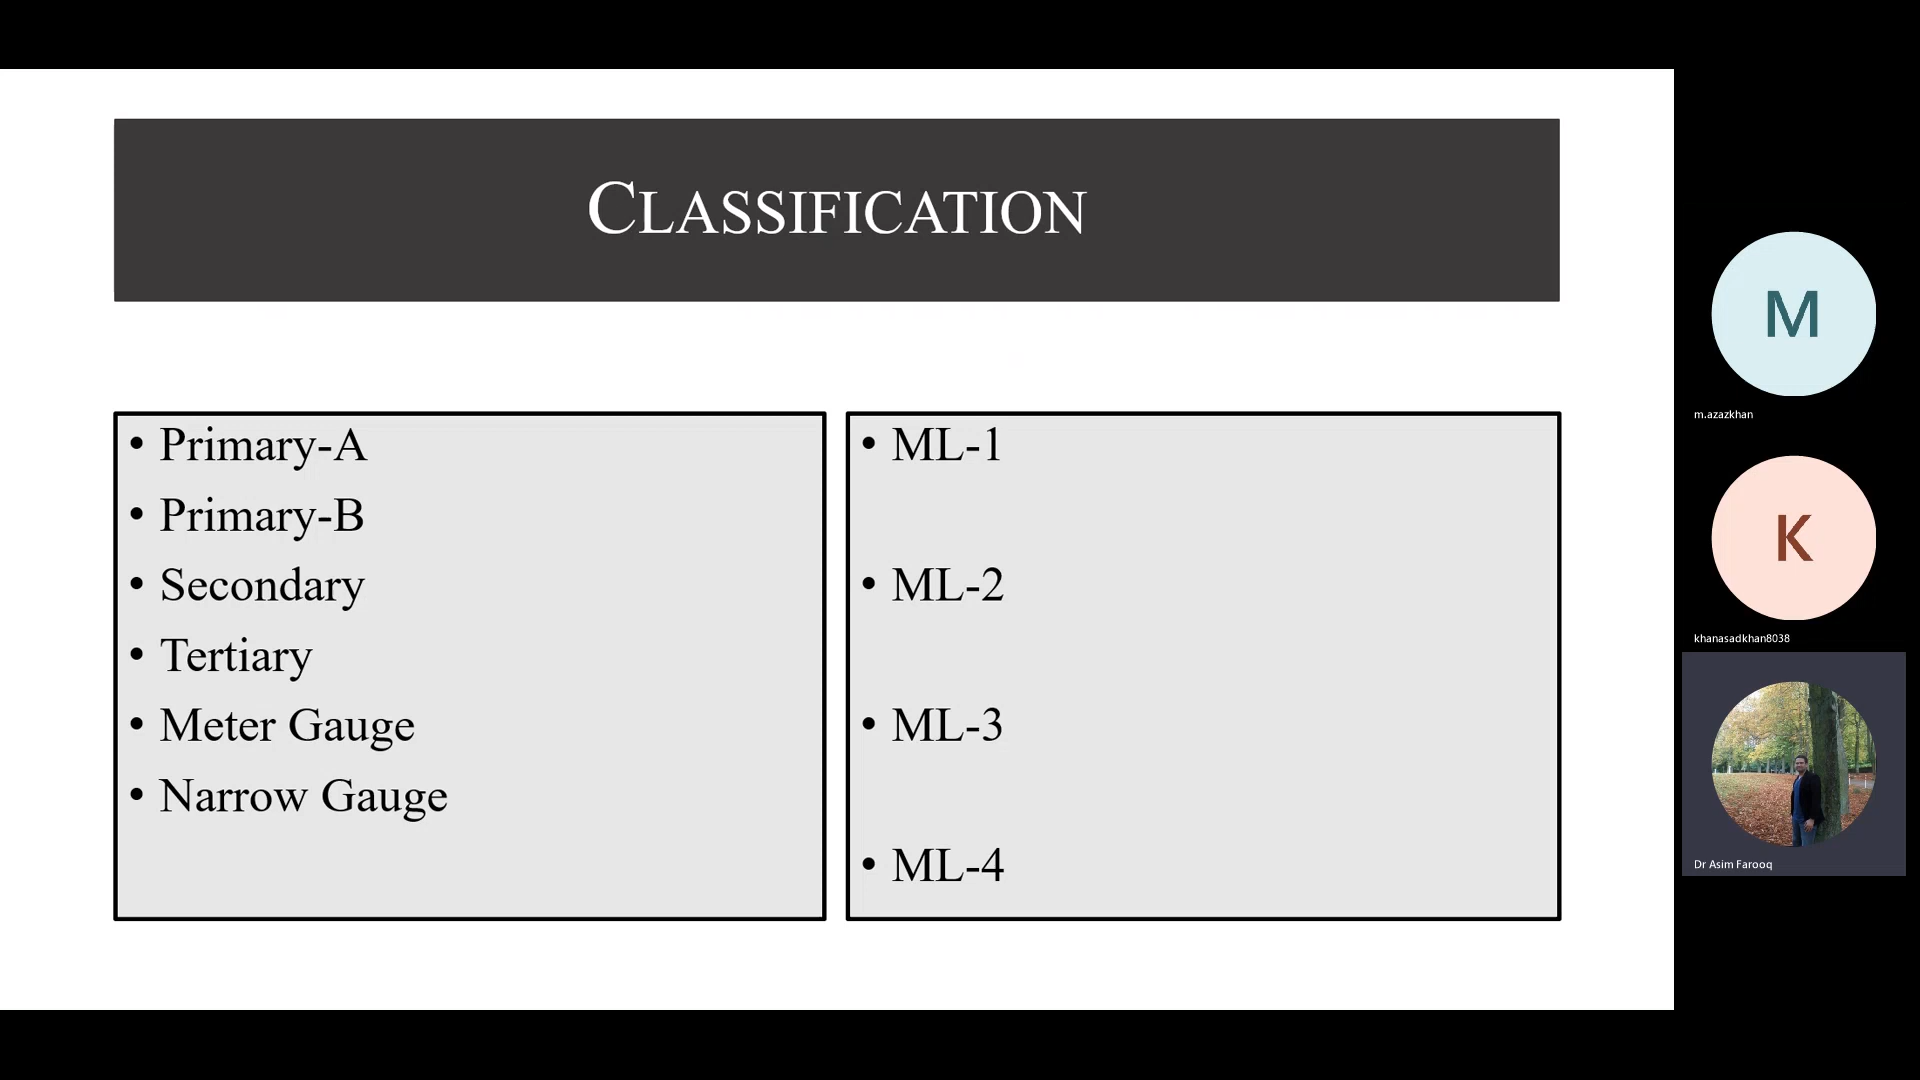 CLASSIFICATION
• Primary-A
• Primary-B
• Secondary
• Tertiary
• Meter Gauge
• Narrow Gauge
• ML-1
• ML-2
• ML-3
• ML-4
M
m.azazkhan
K
khanasadkhan8038
Dr Asim Farooq